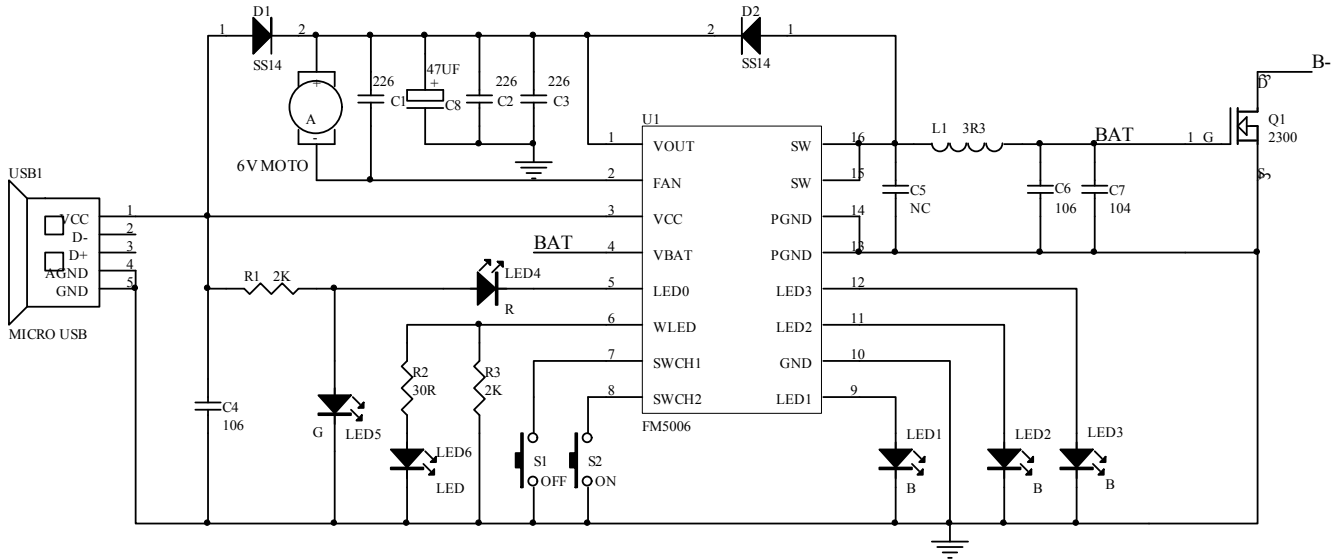 D1
1 2
SS14
D2
2 1
SS14
B-
D
3
47UF
+
226
C1
C8
226
C2
226
C3
+
A
-
6V MOTO
U1
L1 3R3
BAT
1 G
Q1
2300
S
1 VOUT
2 FAN
3 VCC
4 VBAT
5 LED0
6 WLED
7 SWCH1
8 SWCH2
SW 16
SW 15
PGND 14
PGND 13
LED3 12
LED2 11
GND 10
LED1 9
FM5006
C5
NC
C6
106
C7
104
USB1
VCC 1
D- 2
D+ 3
AGND 4
GND 5
MICRO USB
BAT
R1 2K
LED4
R
R2
30R
R3
2K
C4
106
G
LED5
LED6
LED
S1
OFF
S2
ON
LED1
B
LED2
B
LED3
B